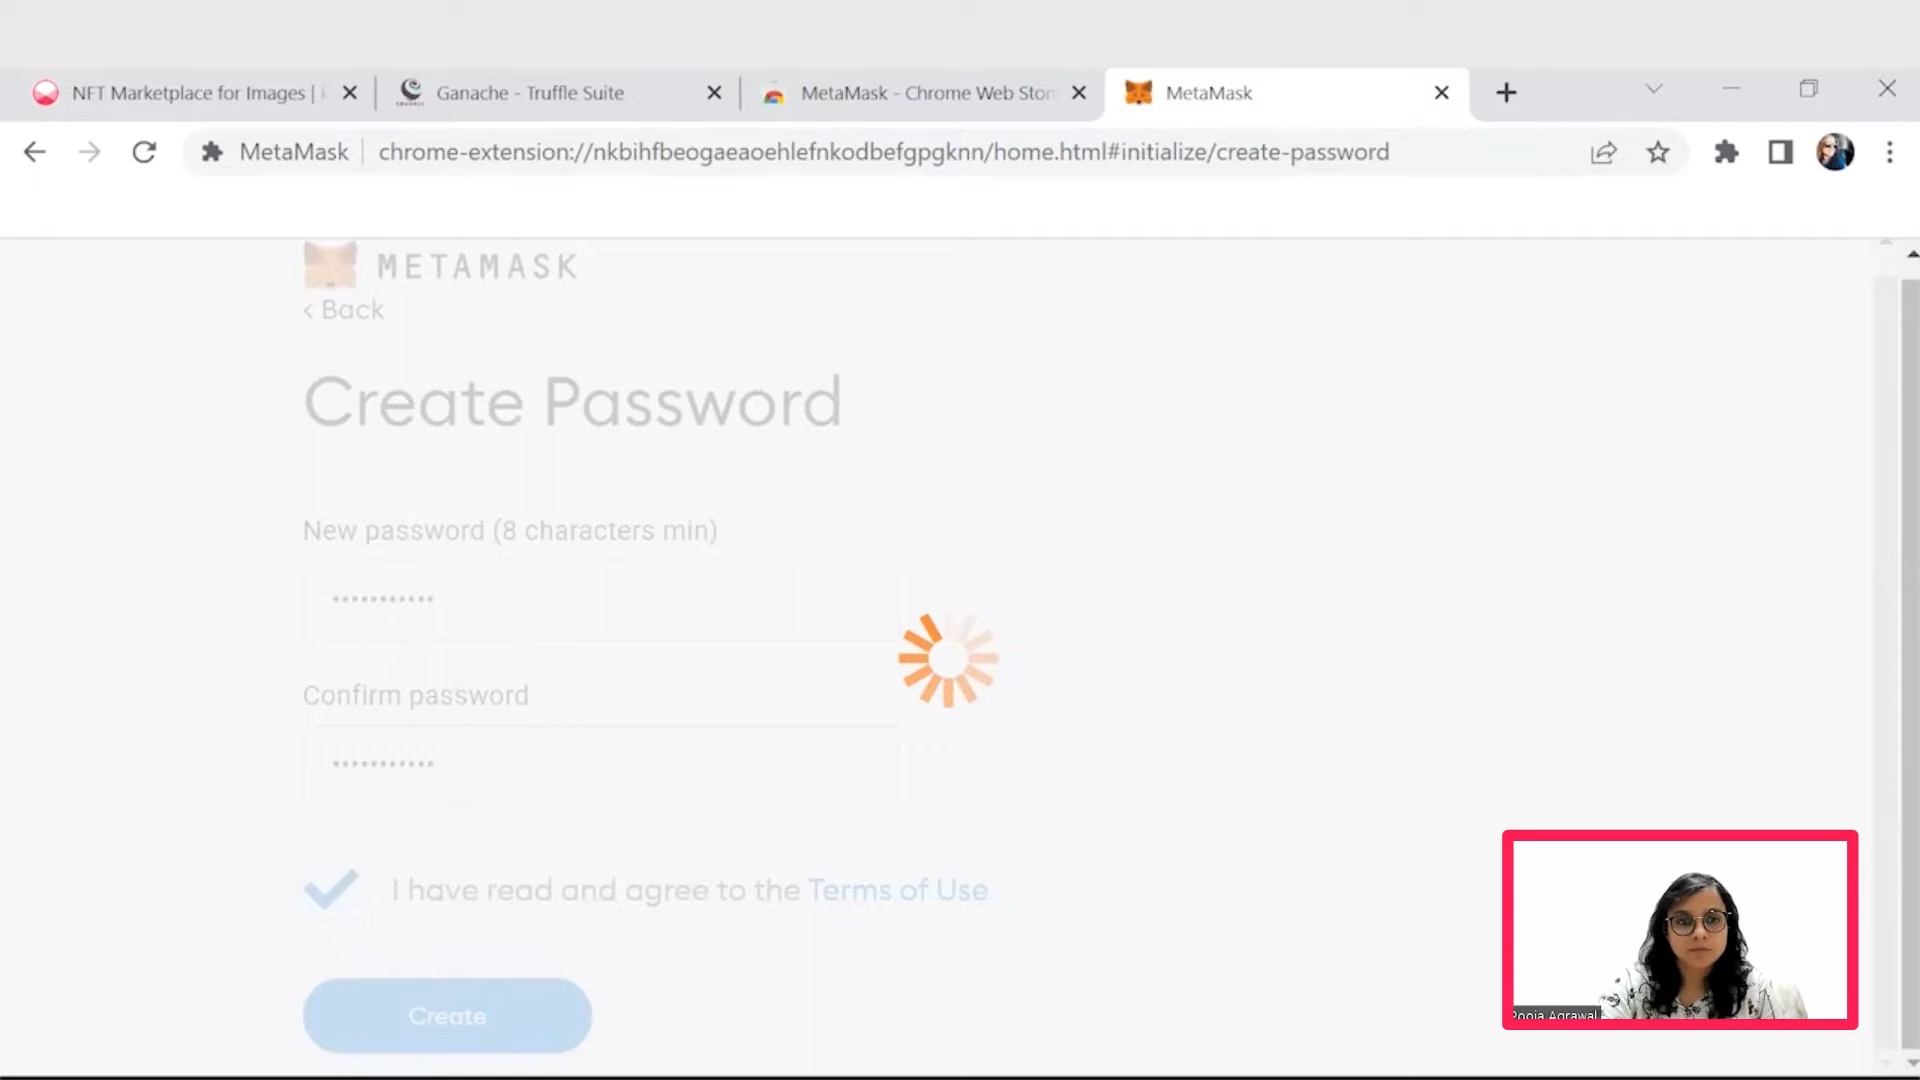 NFT Marketplace for Images |
Ganache - Truffle Suite
MetaMask - Chrome Web Stor
MetaMask
MetaMask
chrome-extension://nkbihfbeogaeaoehlefnkodbefgpgknn/home.html#initialize/create-password
METAMASK
< Back
Create Password
New password (8 characters min)
•••••••••••
Confirm password
•••••••••••
I have read and agree to the Terms of Use
Create
Pooja Agrawal